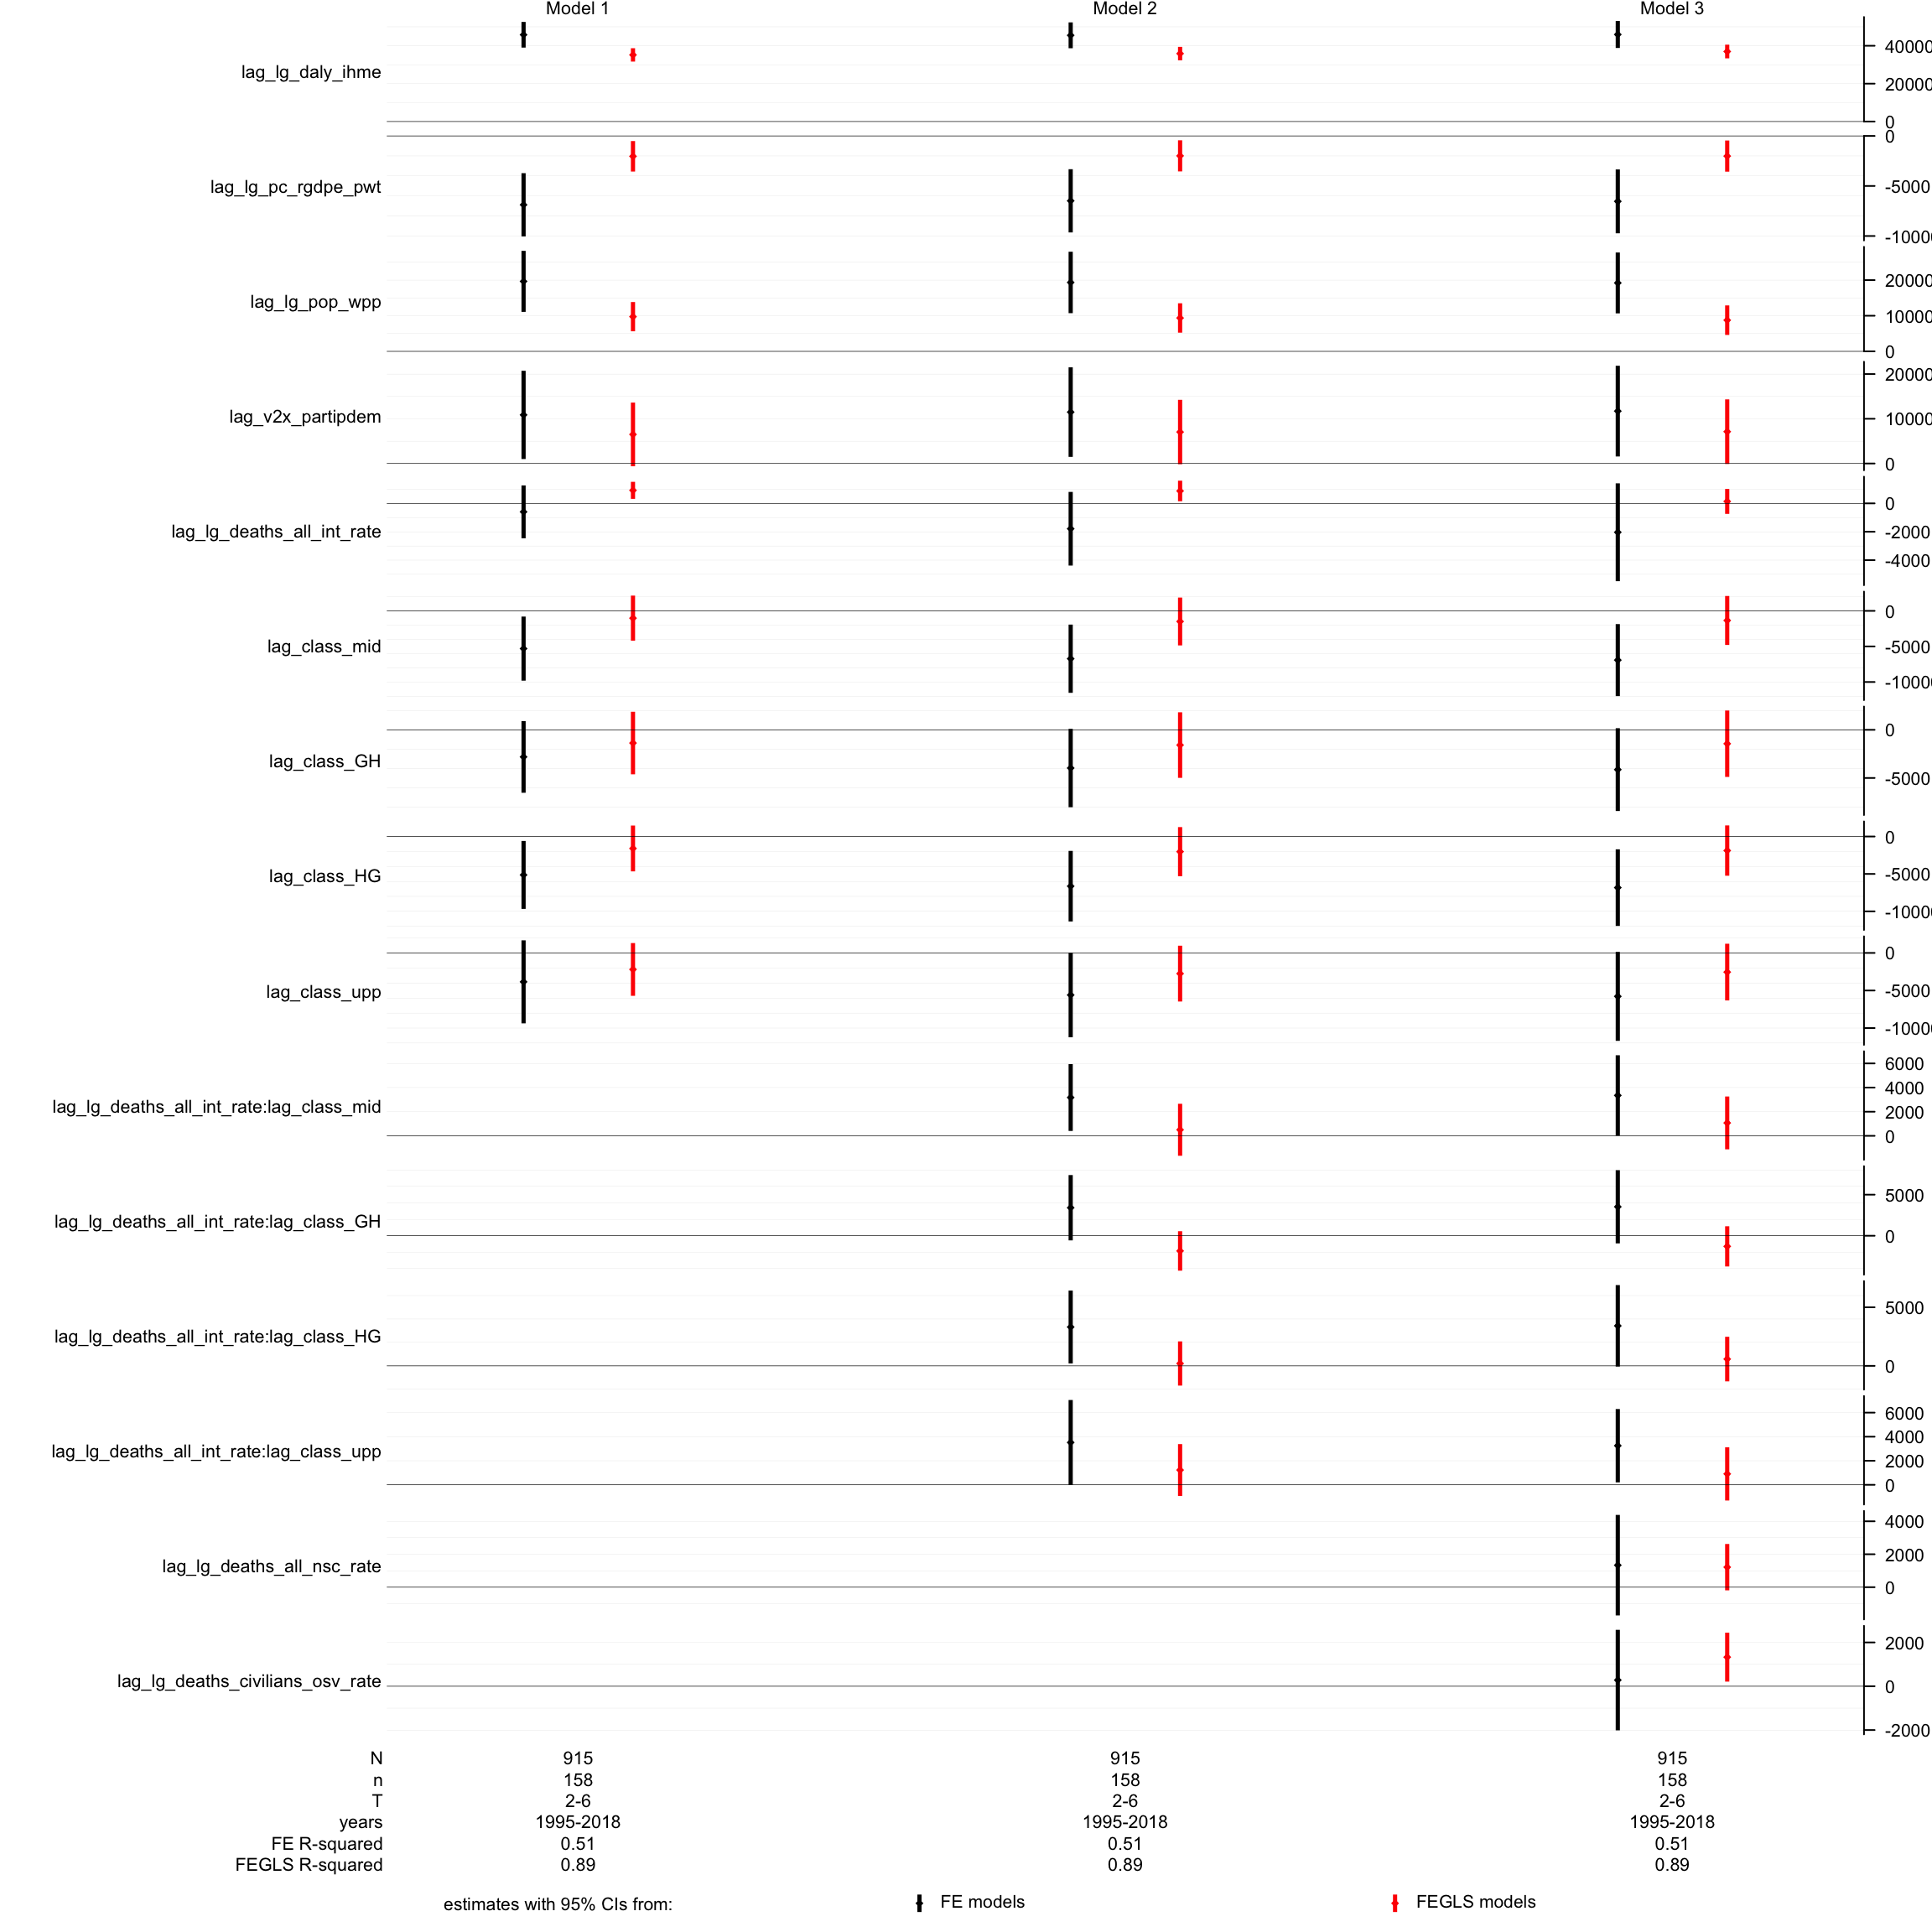 Model 1 Model 2 Model 3
lag_lg_daly_ihme
40000
20000
0
lag_lg_pc_rgdpe_pwt
0
-5000
-10000
lag_lg_pop_wpp
20000
10000
0
lag_v2x_partipdem
20000
10000
0
lag_lg_deaths_all_int_rate
0
-2000
-4000
lag_class_mid
0
-5000
-10000
lag_class_GH
0
-5000
lag_class_HG
0
-5000
-10000
lag_class_upp
0
-5000
-10000
lag_lg_deaths_all_int_rate:lag_class_mid
6000
4000
2000
0
lag_lg_deaths_all_int_rate:lag_class_GH
5000
0
lag_lg_deaths_all_int_rate:lag_class_HG
5000
0
lag_lg_deaths_all_int_rate:lag_class_upp
6000
4000
2000
0
lag_lg_deaths_all_nsc_rate
4000
2000
0
lag_lg_deaths_civilians_osv_rate
2000
0
-2000
N 915 915 915
n 158 158 158
T 2-6 2-6 2-6
years 1995-2018 1995-2018 1995-2018
FE R-squared 0.51 0.51 0.51
FEGLS R-squared 0.89 0.89 0.89
estimates with 95% CIs from: FE models FEGLS models